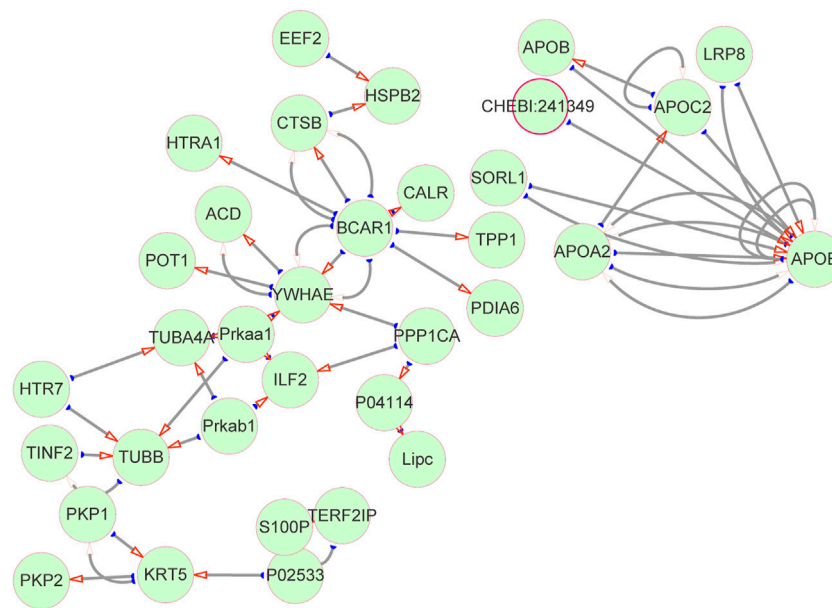 EEF2
APOB
LRP8
HSPB2
CHEBI:241349
APOC2
CTSB
HTRA1
SORL1
CALR
ACD
BCAR1
TPP1
APOA2
APOE
POT1
YWHAE
PDIA6
TUBA4A
Prkaa1
PPP1CA
HTR7
ILF2
P04114
Prkab1
TINF2
TUBB
Lipc
PKP1
S100P
TERF2IP
PKP2
KRT5
P02533